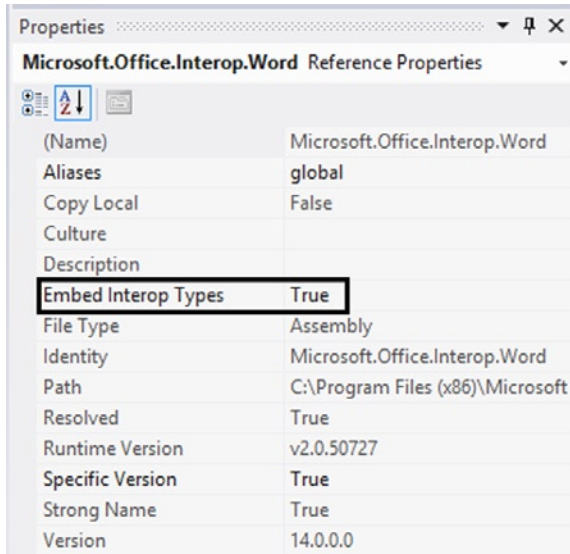 Properties
Microsoft.Office.Interop.Word Reference Properties
(Name) Microsoft.Office.Interop.Word
Aliases global
Copy Local False
Culture
Description
Embed Interop Types True
File Type Assembly
Identity Microsoft.Office.Interop.Word
Path C:\Program Files (x86)\Microsoft
Resolved True
Runtime Version v2.0.50727
Specific Version True
Strong Name True
Version 14.0.0.0